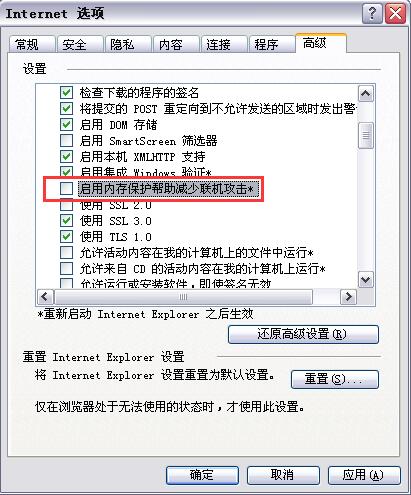 Internet 选项
常规 安全 隐私 内容 连接 程序 高级
设置
检查下载的程序的签名
将提交的 POST 重定向到不允许发送的区域时发出警
启用 DOM 存储
启用 SmartScreen 筛选器
启用本机 XMLHTTP 支持
启用集成 Windows 验证*
启用内存保护帮助减少联机攻击*
使用 SSL 2.0
使用 SSL 3.0
使用 TLS 1.0
允许活动内容在我的计算机上的文件中运行*
允许来自 CD 的活动内容在我的计算机上运行*
允许运行或安装软件，即使签名无效
*重新启动 Internet Explorer 之后生效
还原高级设置(R)
重置 Internet Explorer 设置
将 Internet Explorer 设置重置为默认设置。
重置(S)...
仅在浏览器处于无法使用的状态时，才使用此设置。
确定 取消 应用(A)